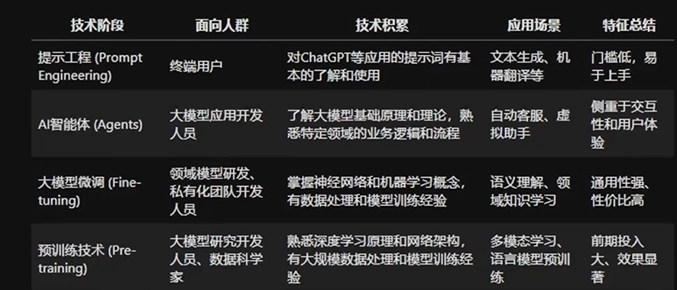 技术阶段 面向人群 技术积累 应用场景 特征总结
提示工程 (Prompt Engineering) 终端用户 对ChatGPT等应用的提示词有基本的了解和使用 文本生成、机器翻译等 门槛低，易于上手
AI智能体 (Agents) 大模型应用开发人员 了解大模型基础原理和理论，熟悉特定领域的业务逻辑和流程 自动客服、虚拟助手 侧重于交互性和用户体验
大模型微调 (Fine-tuning) 领域模型研发、私有化团队开发人员 掌握神经网络和机器学习概念，有数据处理和模型训练经验 语义理解、领域知识学习 通用性强、性价比高
预训练技术 (Pre-training) 大模型研究开发人员、数据科学家 熟悉深度学习原理和网络架构，有大规模数据处理和模型训练经验 多模态学习、语言模型预训练 前期投入大、效果显著